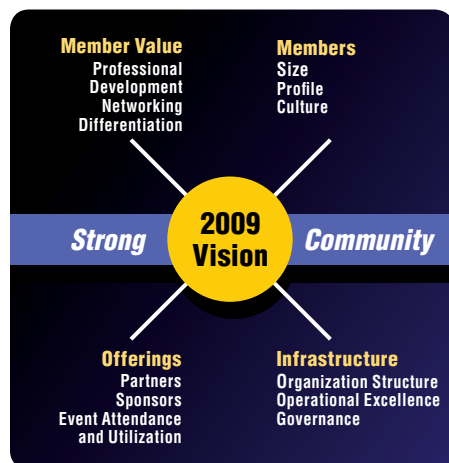 Member Value
Professional
Development
Networking
Differentiation
Members
Size
Profile
Culture
Strong
2009
Vision
Community
Offerings
Partners
Sponsors
Event Attendance
and Utilization
Infrastructure
Organization Structure
Operational Excellence
Governance